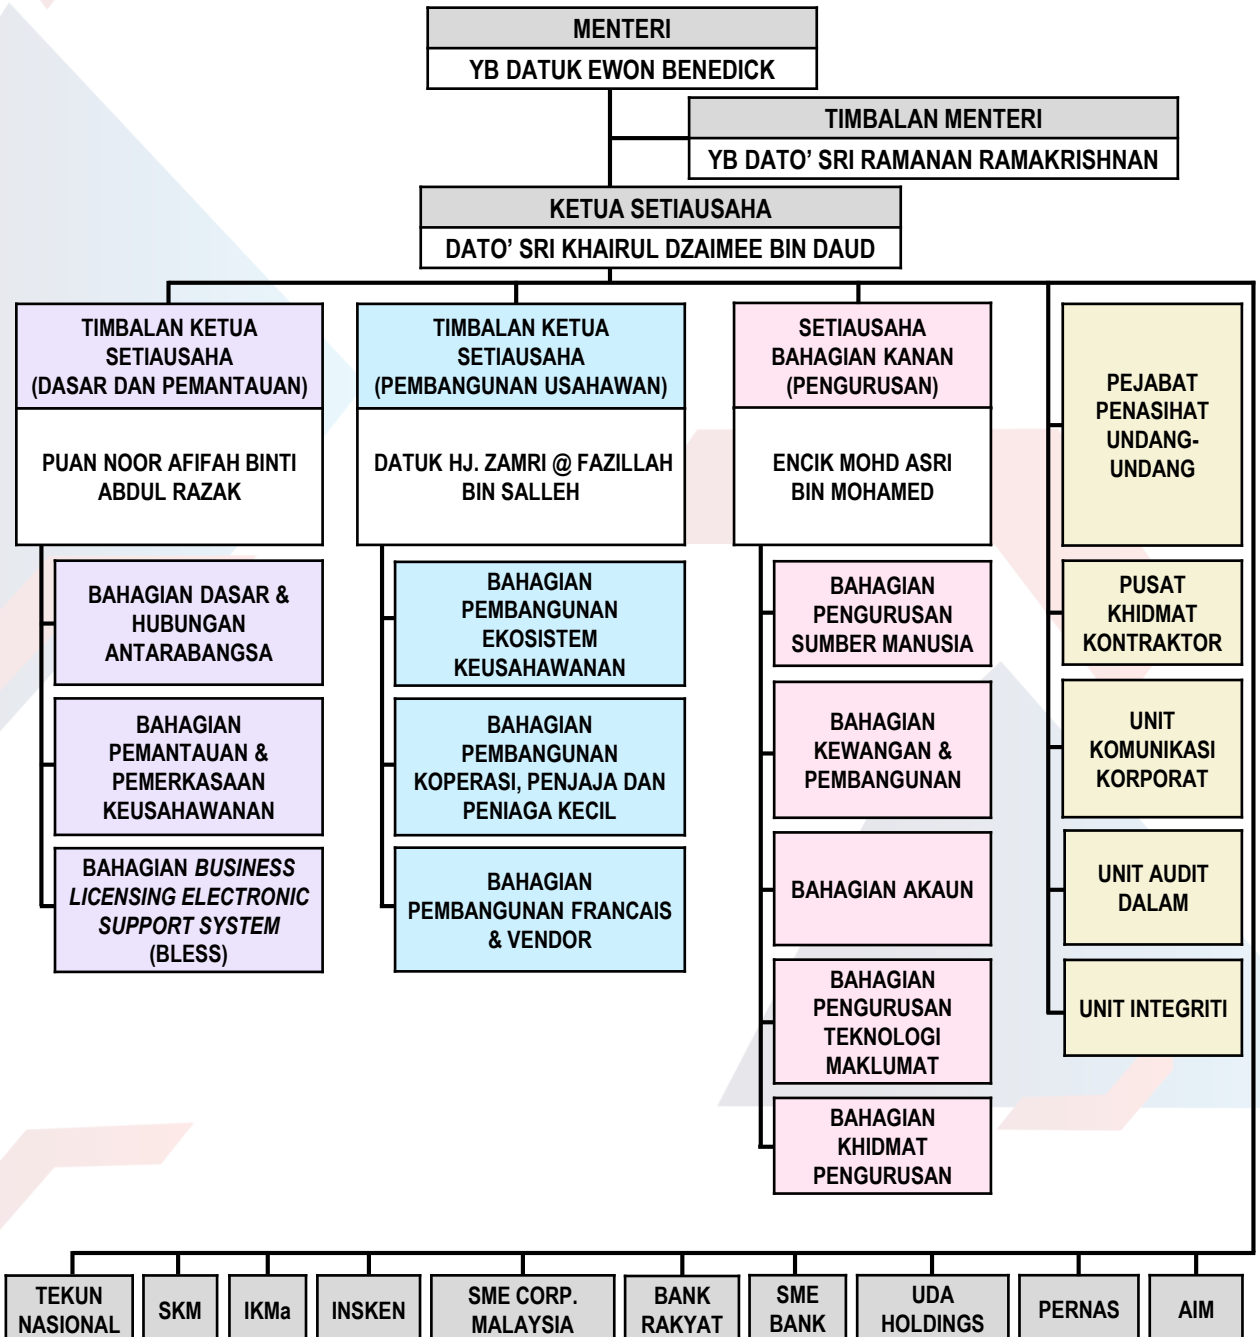 MENTERI
YB DATUK EWON BENEDICK
TIMBALAN MENTERI
YB DATO’ SRI RAMANAN RAMAKRISHNAN
KETUA SETIAUSAHA
DATO’ SRI KHAIRUL DZAIMEE BIN DAUD
TIMBALAN KETUA
SETIAUSAHA
(DASAR DAN PEMANTAUAN)
PUAN NOOR AFIFAH BINTI
ABDUL RAZAK
BAHAGIAN DASAR &
HUBUNGAN
ANTARABANGSA
BAHAGIAN
PEMANTAUAN &
PEMERKASAAN
KEUSAHAWANAN
BAHAGIAN BUSINESS
LICENSING ELECTRONIC
SUPPORT SYSTEM
(BLESS)
TIMBALAN KETUA
SETIAUSAHA
(PEMBANGUNAN USAHAWAN)
DATUK HJ. ZAMRI @ FAZILLAH
BIN SALLEH
BAHAGIAN
PEMBANGUNAN
EKOSISTEM
KEUSAHAWANAN
BAHAGIAN
PEMBANGUNAN
KOPERASI, PENJAJA DAN
PENIAGA KECIL
BAHAGIAN
PEMBANGUNAN FRANCAIS
& VENDOR
SETIAUSAHA
BAHAGIAN KANAN
(PENGURUSAN)
ENCIK MOHD ASRI
BIN MOHAMED
BAHAGIAN
PENGURUSAN
SUMBER MANUSIA
BAHAGIAN
KEWANGAN &
PEMBANGUNAN
BAHAGIAN AKAUN
BAHAGIAN
PENGURUSAN
TEKNOLOGI
MAKLUMAT
BAHAGIAN
KHIDMAT
PENGURUSAN
PEJABAT
PENASIHAT
UNDANG-
UNDANG
PUSAT
KHIDMAT
KONTRAKTOR
UNIT
KOMUNIKASI
KORPORAT
UNIT AUDIT
DALAM
UNIT INTEGRITI
TEKUN
NASIONAL
SKM
IKMa
INSKEN
SME CORP.
MALAYSIA
BANK
RAKYAT
SME
BANK
UDA
HOLDINGS
PERNAS
AIM